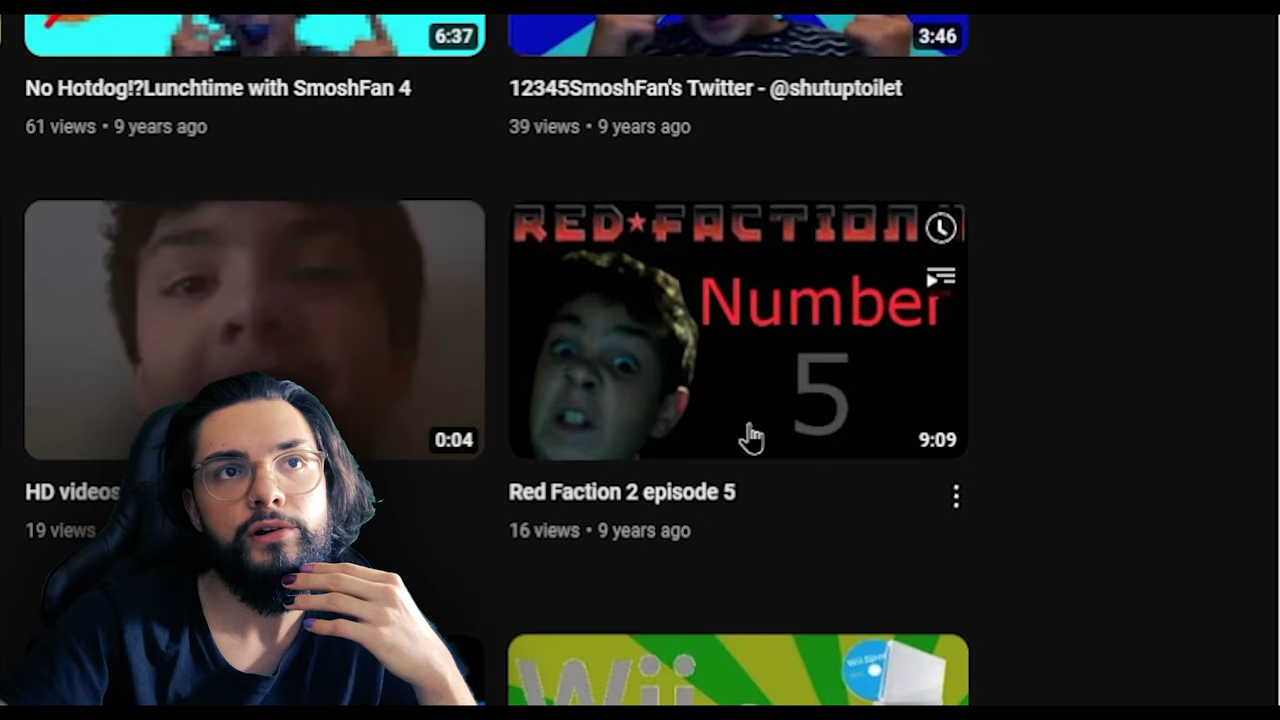 6:37
3:46
No Hotdog!?Lunchtime with SmoshFan 4
12345SmoshFan's Twitter - @shutuptoilet
61 views • 9 years ago
39 views • 9 years ago
RED★FACTION
Number
5
0:04
9:09
HD videos
Red Faction 2 episode 5
19 views
16 views • 9 years ago
Wii